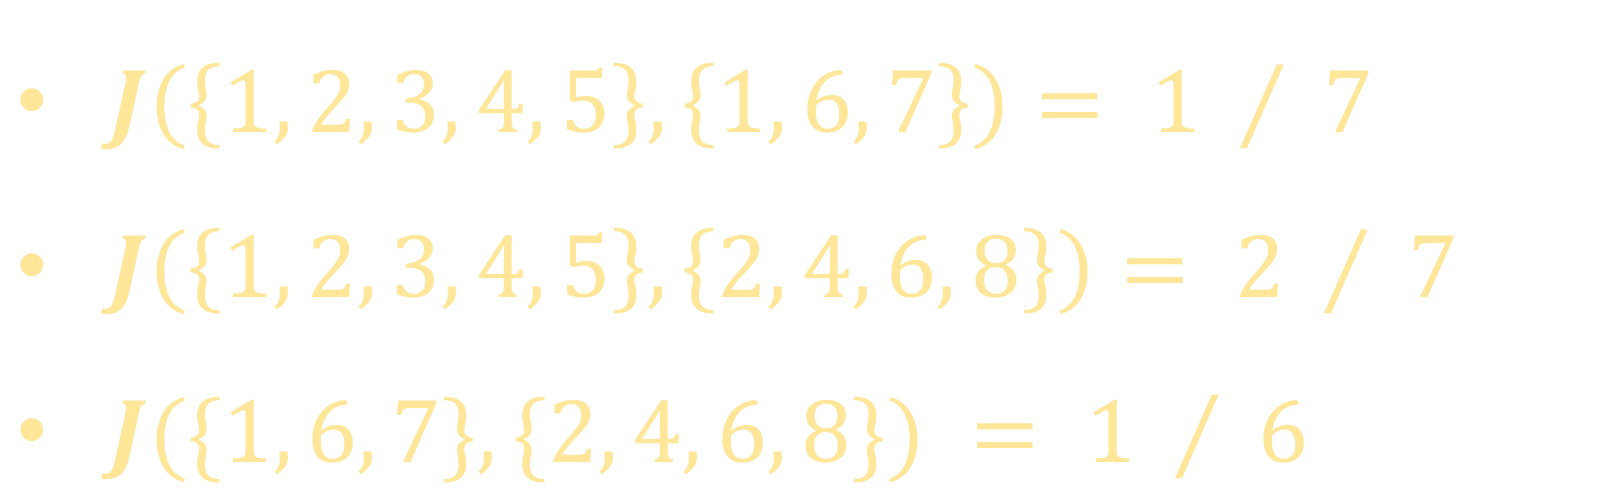 • J({1, 2, 3, 4, 5}, {1, 6, 7}) = 1 / 7
• J({1, 2, 3, 4, 5}, {2, 4, 6, 8}) = 2 / 7
• J({1, 6, 7}, {2, 4, 6, 8}) = 1 / 6